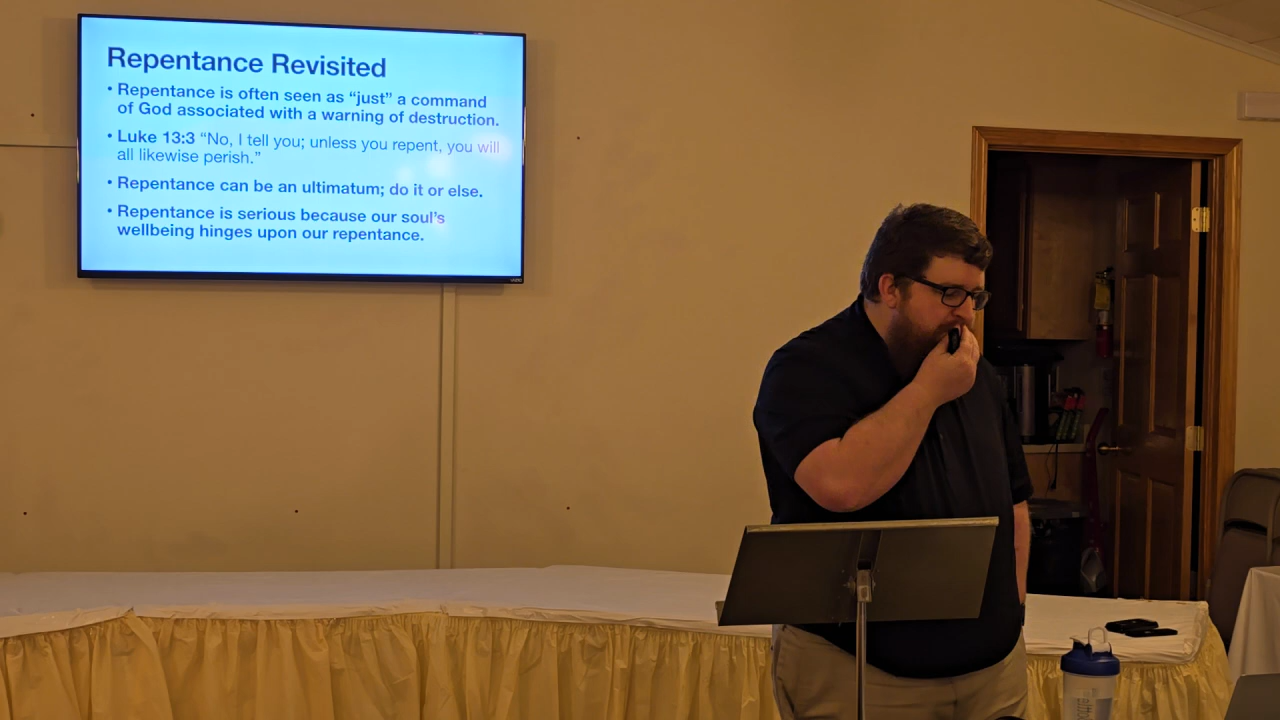 Repentance Revisited
• Repentance is often seen as “just” a command
of God associated with a warning of destruction.
• Luke 13:3 “No, I tell you; unless you repent, you will
all likewise perish.”
• Repentance can be an ultimatum; do it or else.
• Repentance is serious because our soul’s
wellbeing hinges upon our repentance.
VIZIO